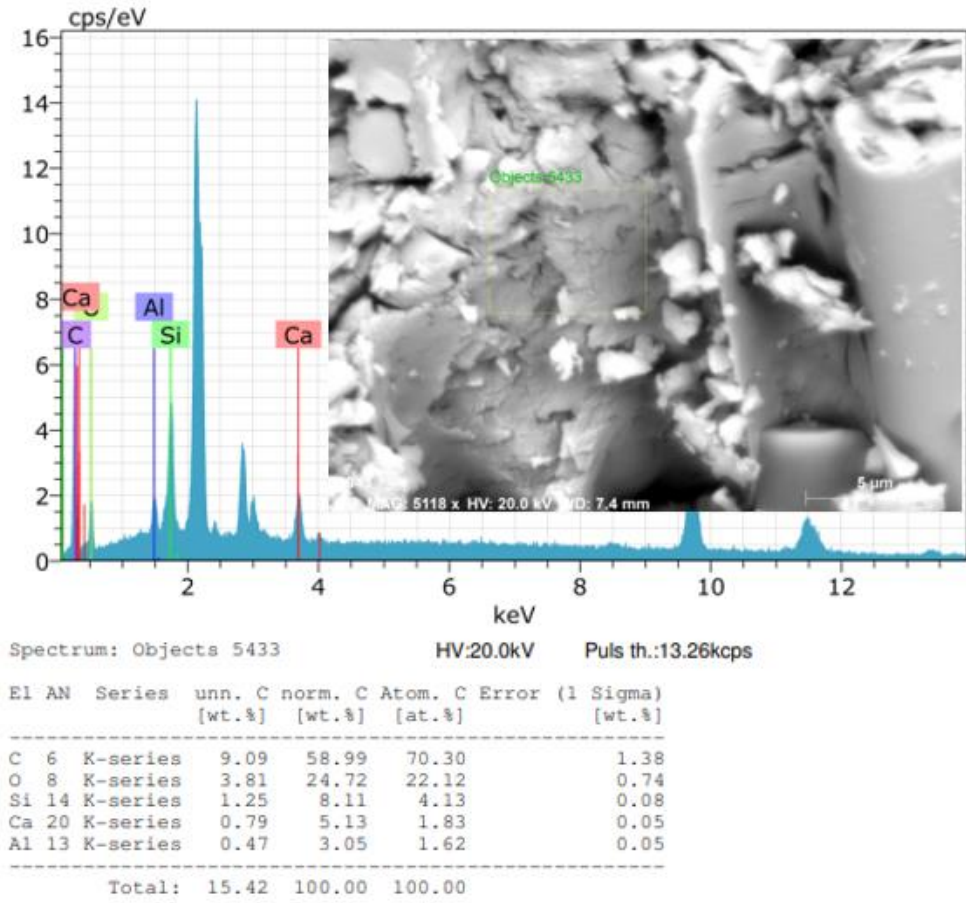 cps/eV
16
14
12
10
8
6
4
2
0
Ca
C
Al
Si
Ca
Objects 5433
MAG: 5118 x HV: 20.0 kV WD: 7.4 mm
5 µm
2 4 6 8 10 12
keV
Spectrum: Objects 5433 HV:20.0kV Puls th.:13.26kcps
El AN Series unn. C norm. C Atom. C Error (1 Sigma)
[wt.%] [wt.%] [at.%] [wt.%]
C 6 K-series 9.09 58.99 70.30 1.38
O 8 K-series 3.81 24.72 22.12 0.74
Si 14 K-series 1.25 8.11 4.13 0.08
Ca 20 K-series 0.79 5.13 1.83 0.05
Al 13 K-series 0.47 3.05 1.62 0.05
Total: 15.42 100.00 100.00